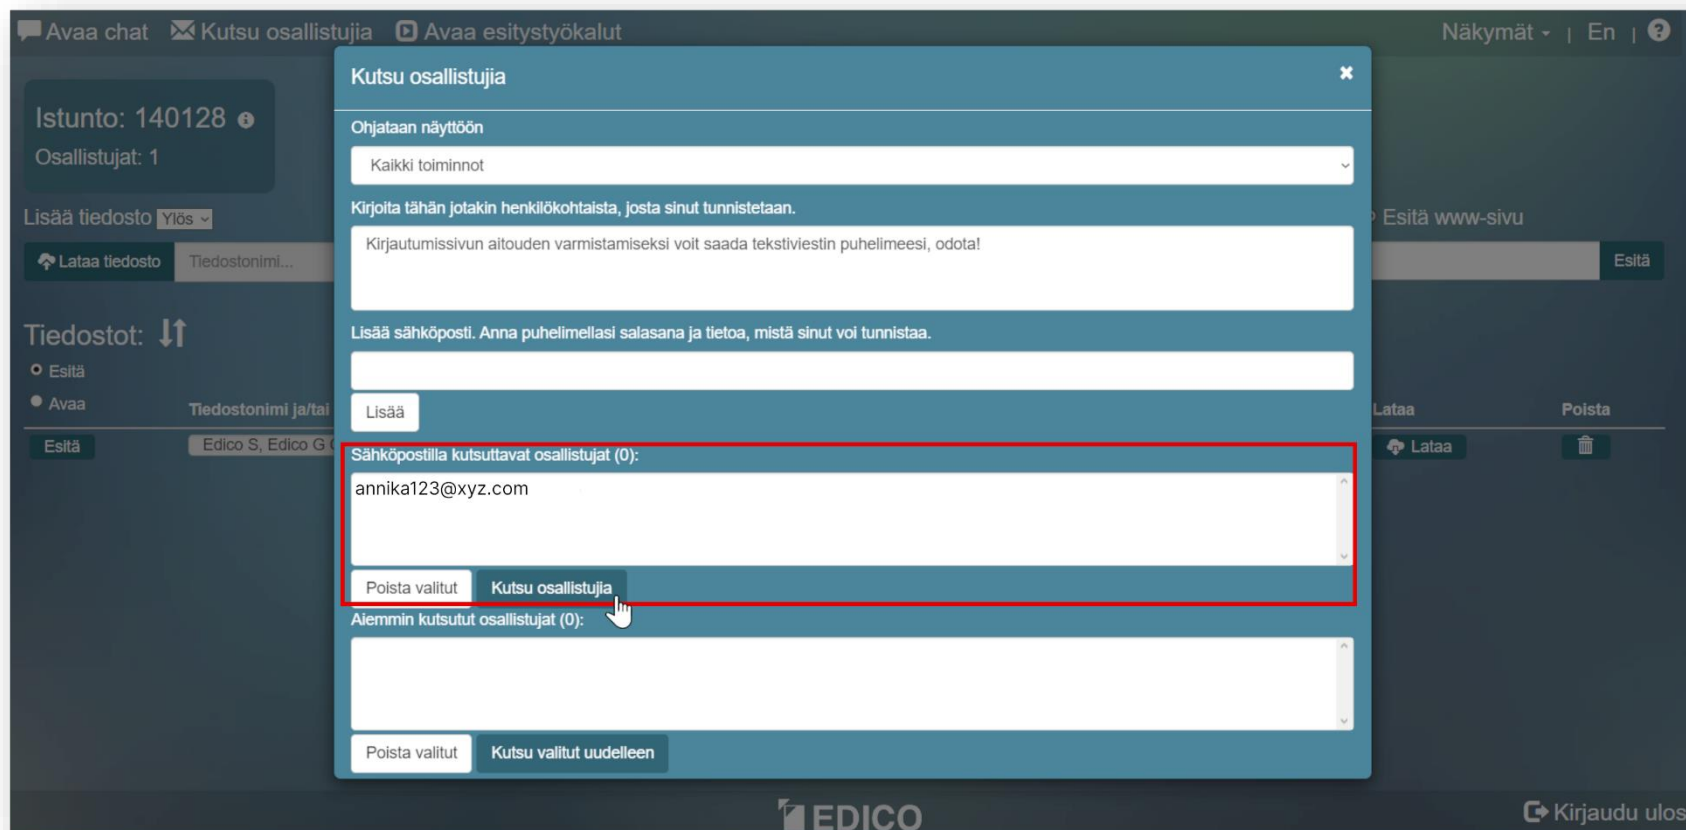 Avaa chat Kutsu osallistujia Avaa esitystyökalut Näkymät | En |
Kutsu osallistujia
Istunto: 140128
Osallistujat: 1
Ohjataan näyttöön
Kaikki toiminnot
Kirjoita tähän jotakin henkilökohtaista, josta sinut tunnistetaan.
Lisää tiedosto Ylös Esitä www-sivu
Kirjautumissivun aitouden varmistamiseksi voit saada tekstiviestin puhelimeesi, odota!
Lataa tiedosto Tiedostonimi... Esitä
Tiedostot:
Lisää sähköposti. Anna puhelimellasi salasana ja tietoa, mistä sinut voi tunnistaa.
Esitä
Avaa
Lisää
Tiedostonimi ja/tai Lataa Poista
Esitä Edico S, Edico G Lataa
Sähköpostilla kutsuttavat osallistujat (0):
annika123@xyz.com
Poista valitut Kutsu osallistujia
Aiemmin kutsutut osallistujat (0):
Poista valitut Kutsu valitut uudelleen
EDICO Kirjaudu ulos